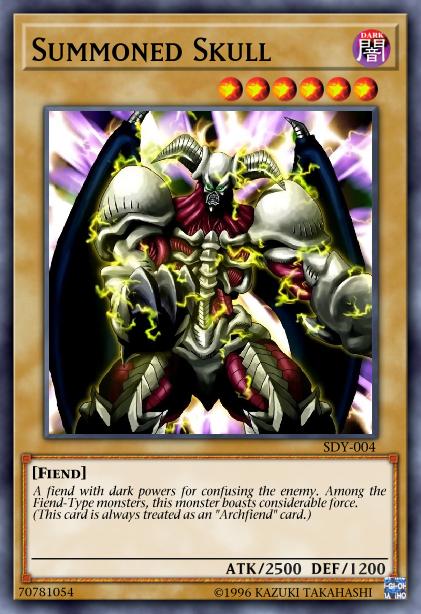 SUMMONED SKULL
DARK
闇
SDY-004
[FIEND]
A fiend with dark powers for confusing the enemy. Among the
Fiend-Type monsters, this monster boasts considerable force.
(This card is always treated as an "Archfiend" card.)
ATK/2500 DEF/1200
70781054
©1996 KAZUKI TAKAHASHI